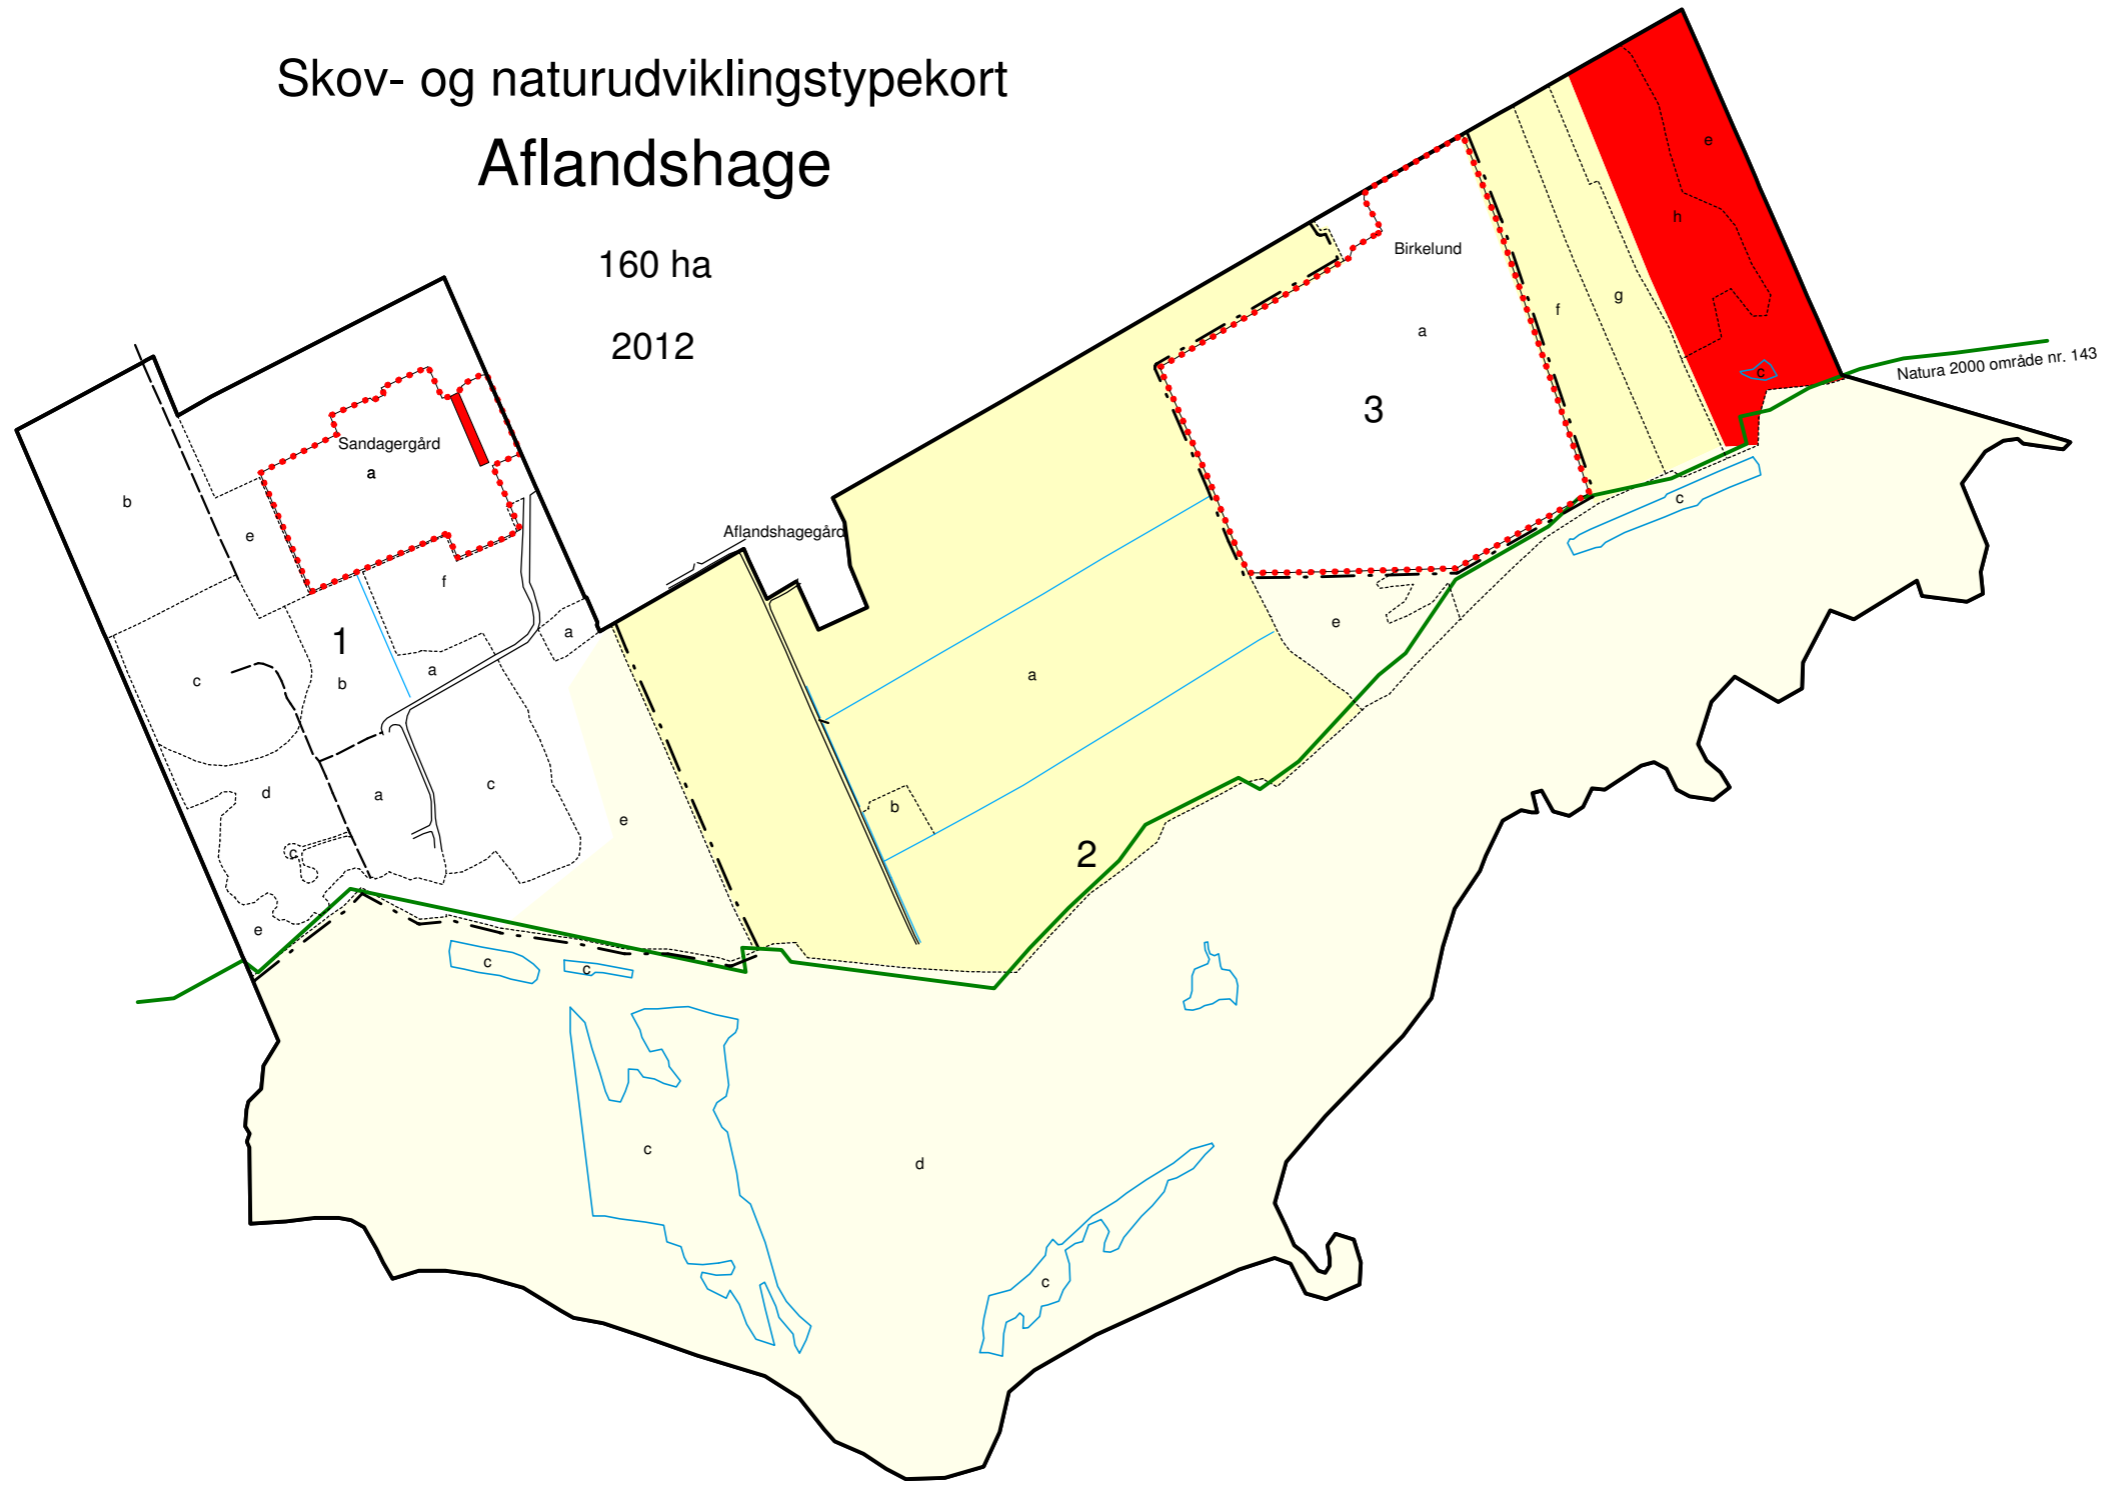 Skov- og naturudviklingstypekort
Aflandshage
160 ha
2012
e
h
Birkelund
g
f
a
Natura 2000 område nr. 143
c
3
Sandagergård
a
b
c
e
Aflandshagegård
f
a
e
1
a
a
c
b
d
a
c
b
e
2
c
e
c
c
c
d
c